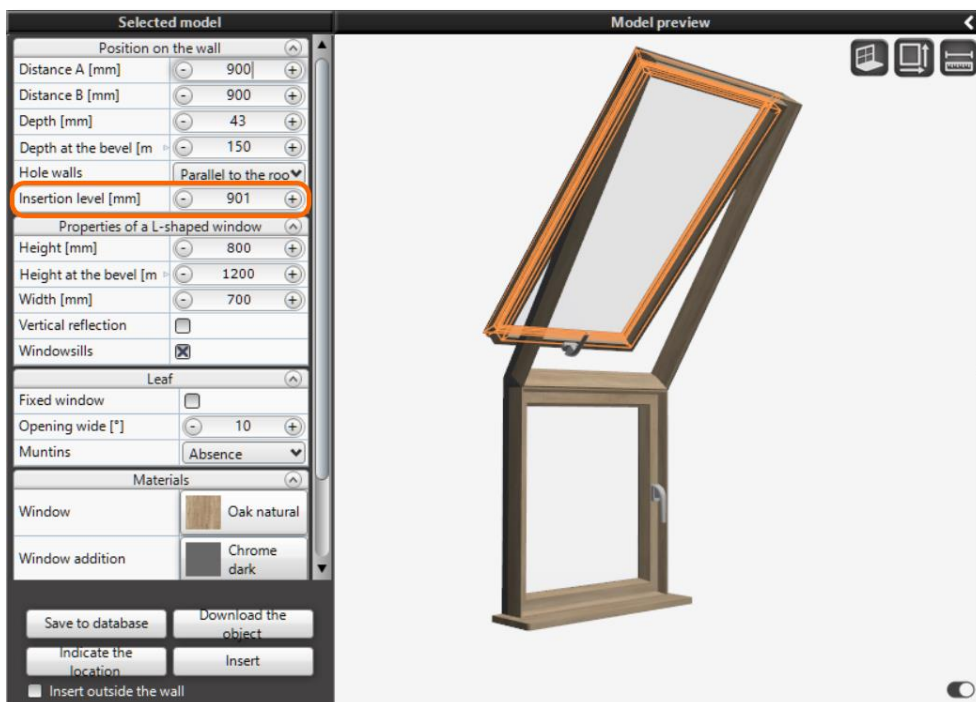 Selected model
Position on the wall
Distance A [mm] - 900 +
Distance B [mm] - 900 +
Depth [mm] - 43 +
Depth at the bevel [m - 150 +
Hole walls Parallel to the roo
Insertion level [mm] - 901 +
Properties of a L-shaped window
Height [mm] - 800 +
Height at the bevel [m - 1200 +
Width [mm] - 700 +
Vertical reflection
Windowsills
Leaf
Fixed window
Opening wide [°] - 10 +
Muntins Absence
Materials
Window Oak natural
Window addition Chrome
dark
Save to database
Download the
object
Indicate the
location
Insert
Insert outside the wall
Model preview